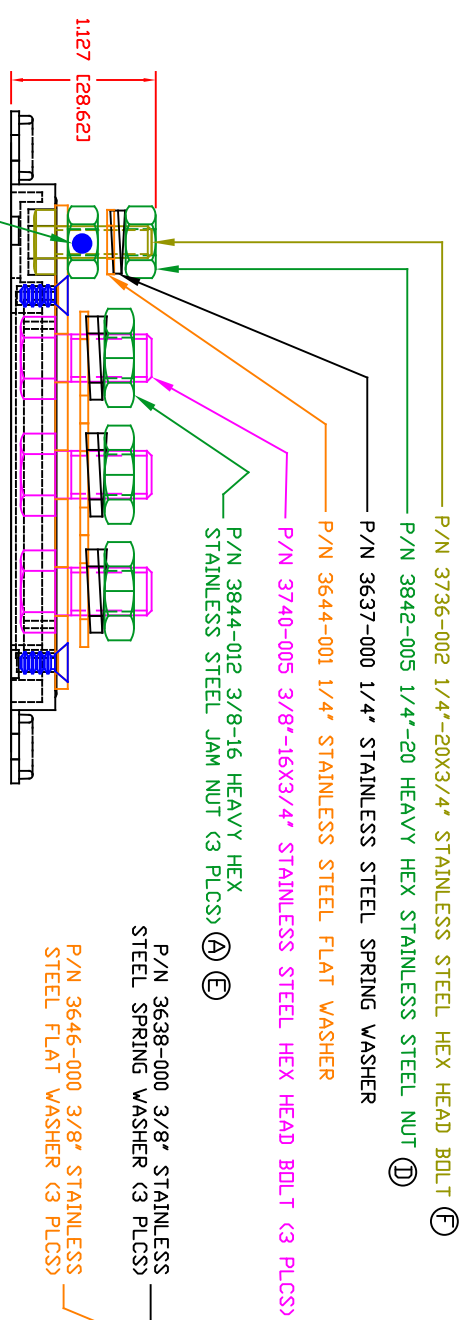 1.127 [28.62]
P/N 3736-002 1/4"-20X3/4" STAINLESS STEEL HEX HEAD BOLT F
P/N 3842-005 1/4"-20 HEAVY HEX STAINLESS STEEL NUT D
P/N 3637-000 1/4" STAINLESS STEEL SPRING WASHER
P/N 3644-001 1/4" STAINLESS STEEL FLAT WASHER
P/N 3740-005 3/8"-16X3/4" STAINLESS STEEL HEX HEAD BOLT (3 PLCS)
P/N 3844-012 3/8-16 HEAVY HEX
STAINLESS STEEL JAM NUT (3 PLCS) A E
P/N 3638-000 3/8" STAINLESS
STEEL SPRING WASHER (3 PLCS)
P/N 3646-000 3/8" STAINLESS
STEEL FLAT WASHER (3 PLCS)